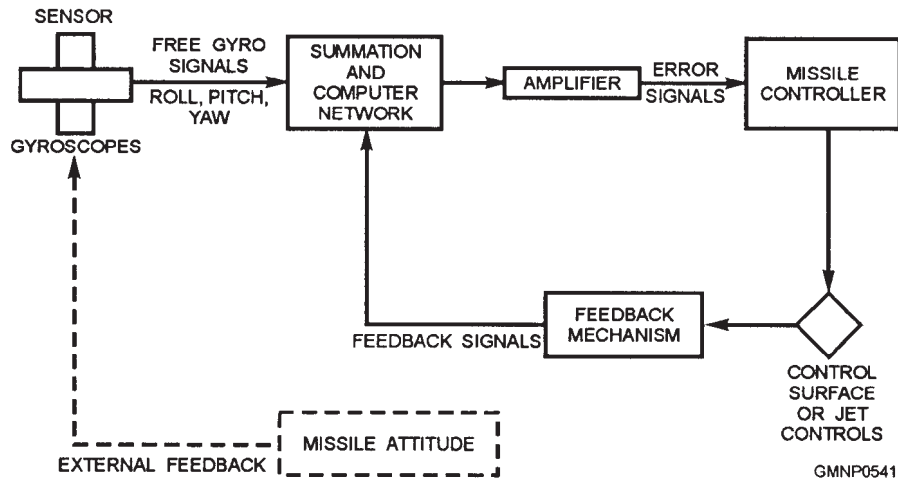 SENSOR
GYROSCOPES
FREE GYRO
SIGNALS
ROLL, PITCH,
YAW
SUMMATION
AND
COMPUTER
NETWORK
AMPLIFIER
ERROR
SIGNALS
MISSILE
CONTROLLER
FEEDBACK SIGNALS
FEEDBACK
MECHANISM
CONTROL
SURFACE
OR JET
CONTROLS
MISSILE ATTITUDE
EXTERNAL FEEDBACK
GMNP0541